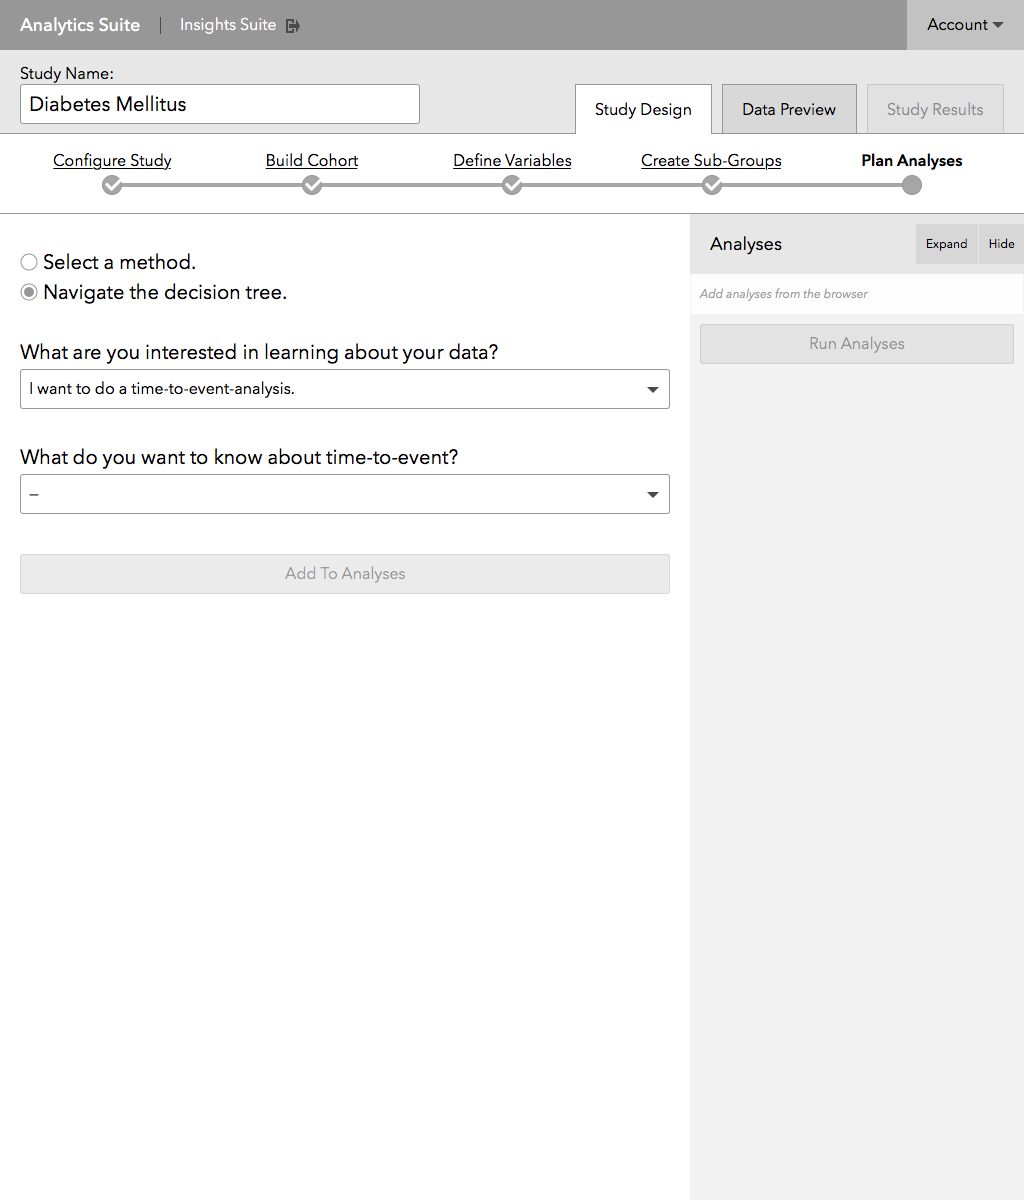 Analytics Suite | Insights Suite
Account
Study Name:
Diabetes Mellitus
Study Design
Data Preview
Study Results
Configure Study
Build Cohort
Define Variables
Create Sub-Groups
Plan Analyses
Select a method.
Navigate the decision tree.
What are you interested in learning about your data?
I want to do a time-to-event-analysis.
What do you want to know about time-to-event?
–
Add To Analyses
Analyses
Expand
Hide
Add analyses from the browser
Run Analyses